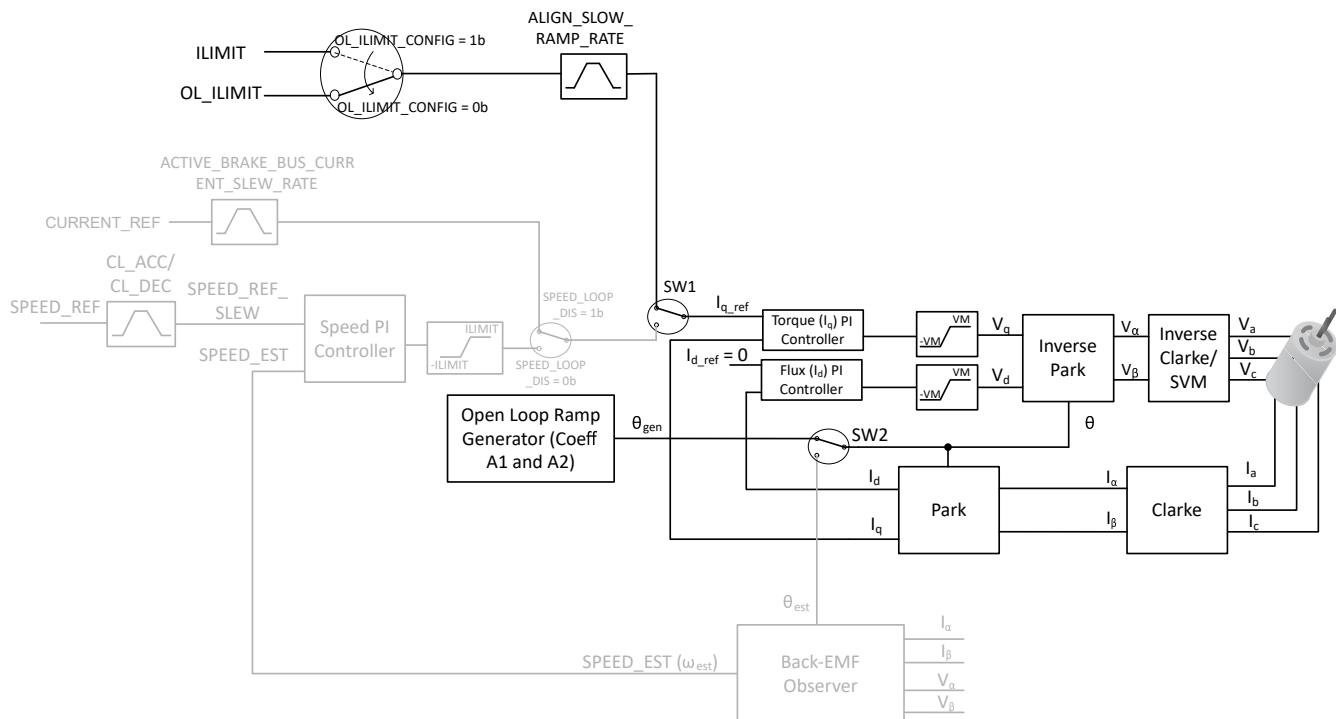 ALIGN_SLOW_
RAMP_RATE
OL_ILIMIT_CONFIG = 1b
ILIMIT
OL_ILIMIT
OL_ILIMIT_CONFIG = 0b
ACTIVE_BRAKE_BUS_CURR
ENT_SLEW_RATE
CURRENT_REF
CL_ACC/
CL_DEC
SPEED_REF
SPEED_REF_
SLEW
SPEED_EST
Speed PI
Controller
ILIMIT
-ILIMIT
SPEED_LOOP
_DIS = 1b
SPEED_LOOP
_DIS = 0b
SW1
Iq_ref
Torque (Iq) PI
Controller
Id_ref = 0
Flux (Id) PI
Controller
VM
-VM
Vq
VM
-VM
Vd
Inverse
Park
Vα
Vβ
Inverse
Clarke/
SVM
Va
Vb
Vc
Open Loop Ramp
Generator (Coeff
A1 and A2)
θgen
SW2
θ
Id
Iq
Park
Iα
Iβ
Clarke
Ia
Ib
Ic
θest
SPEED_EST (ωest)
Back-EMF
Observer
Iα
Iβ
Vα
Vβ